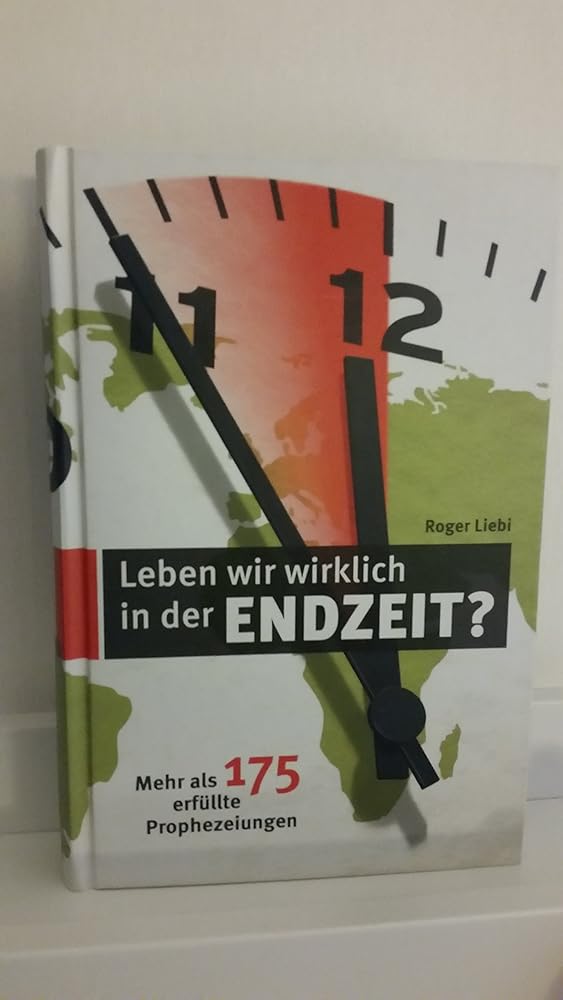 11
12
Roger Liebi
Leben wir wirklich
in der ENDZEIT?
Mehr als 175
erfüllte
Prophezeiungen